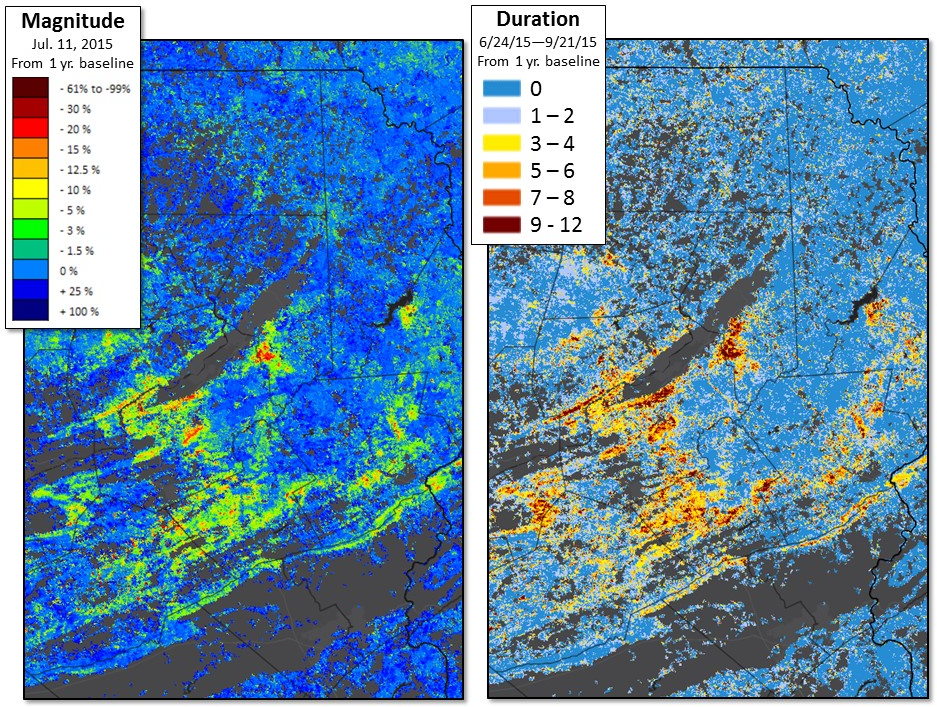 Magnitude
Jul. 11, 2015
From 1 yr. baseline
- 61% to -99%
- 30 %
- 20 %
- 15 %
- 12.5 %
- 10 %
- 5 %
- 3 %
- 1.5 %
0 %
+ 25 %
+ 100 %
Duration
6/24/15—9/21/15
From 1 yr. baseline
0
1 – 2
3 – 4
5 – 6
7 – 8
9 - 12